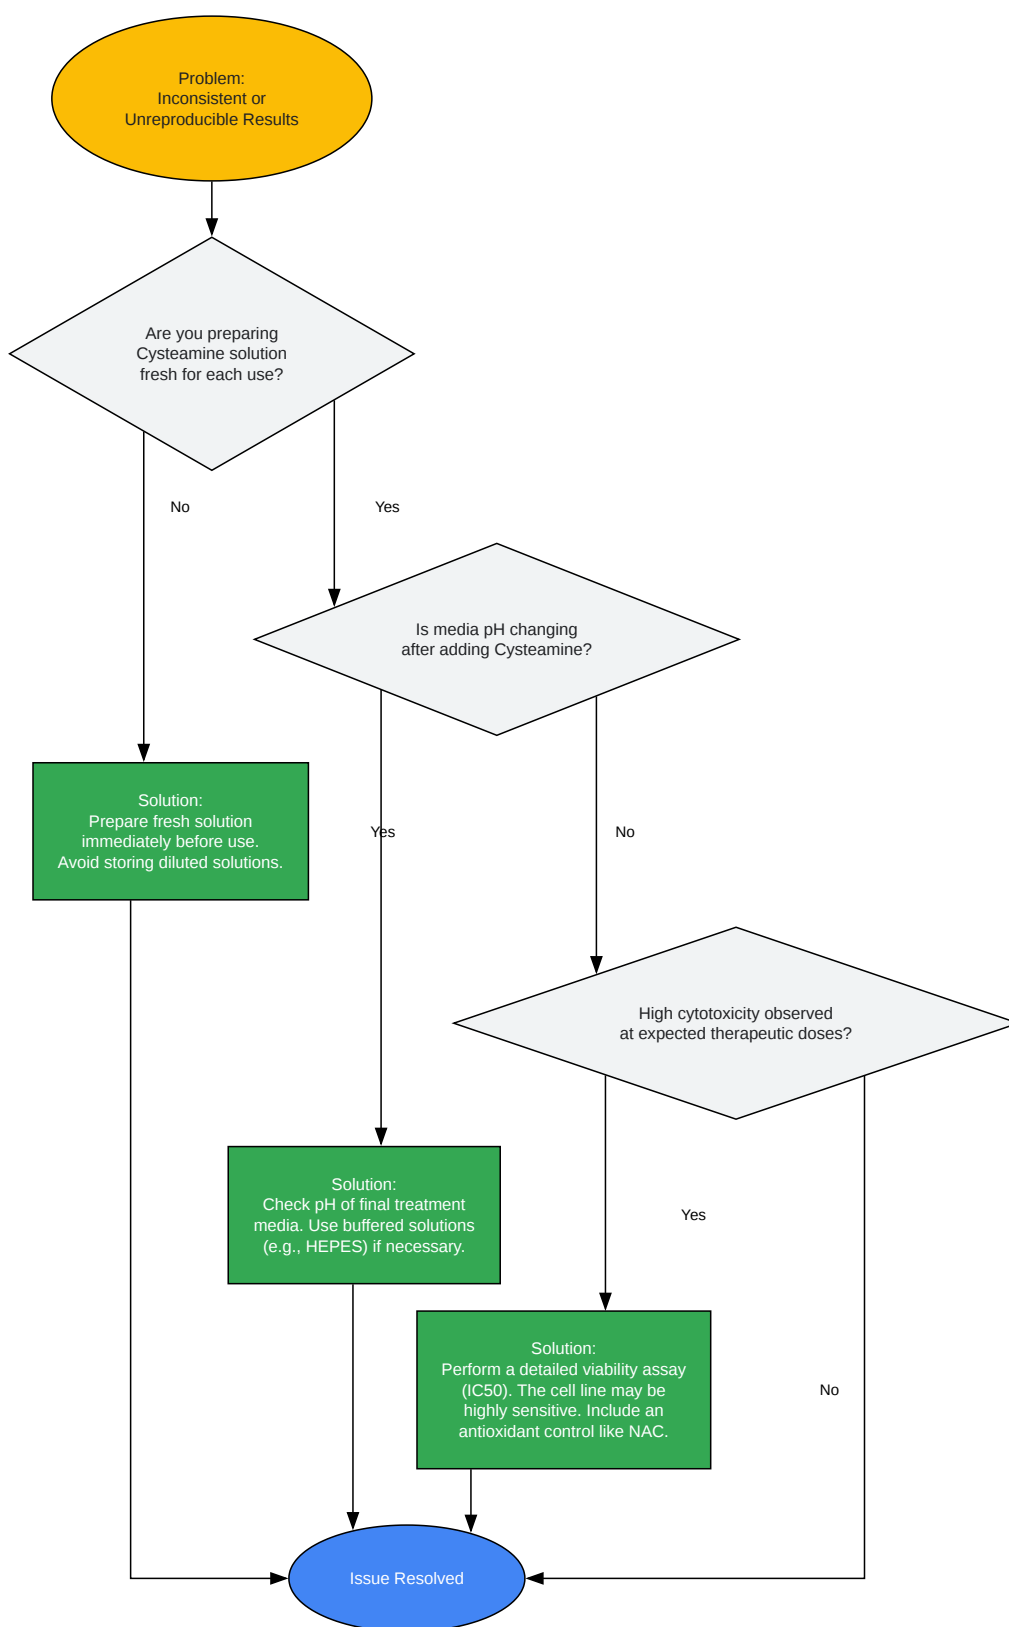 Problem:
Inconsistent or
Unreproducible Results
Are you preparing
Cysteamine solution
fresh for each use?
No
Yes
Is media pH changing
after adding Cysteamine?
Solution:
Prepare fresh solution
immediately before use.
Avoid storing diluted solutions.
Yes
No
High cytotoxicity observed
at expected therapeutic doses?
Solution:
Check pH of final treatment
media. Use buffered solutions
(e.g., HEPES) if necessary.
Yes
Solution:
Perform a detailed viability assay
(IC50). The cell line may be
highly sensitive. Include an
antioxidant control like NAC.
No
Issue Resolved